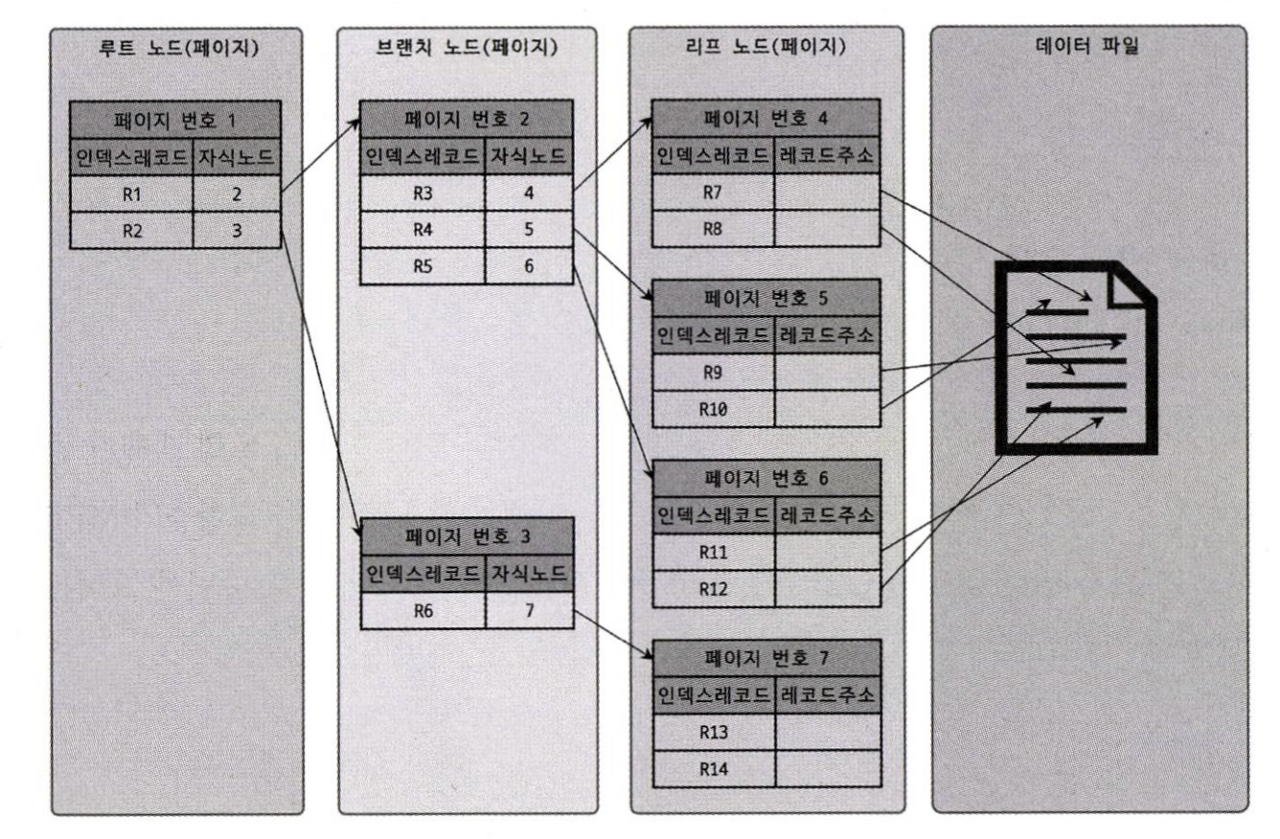 루트 노드(페이지)
페이지 번호 1
인덱스레코드 자식노드
R1 2
R2 3
브랜치 노드(페이지)
페이지 번호 2
인덱스레코드 자식노드
R3 4
R4 5
R5 6
페이지 번호 3
인덱스레코드 자식노드
R6 7
리프 노드(페이지)
페이지 번호 4
인덱스레코드 레코드주소
R7
R8
페이지 번호 5
인덱스레코드 레코드주소
R9
R10
페이지 번호 6
인덱스레코드 레코드주소
R11
R12
페이지 번호 7
인덱스레코드 레코드주소
R13
R14
데이터 파일